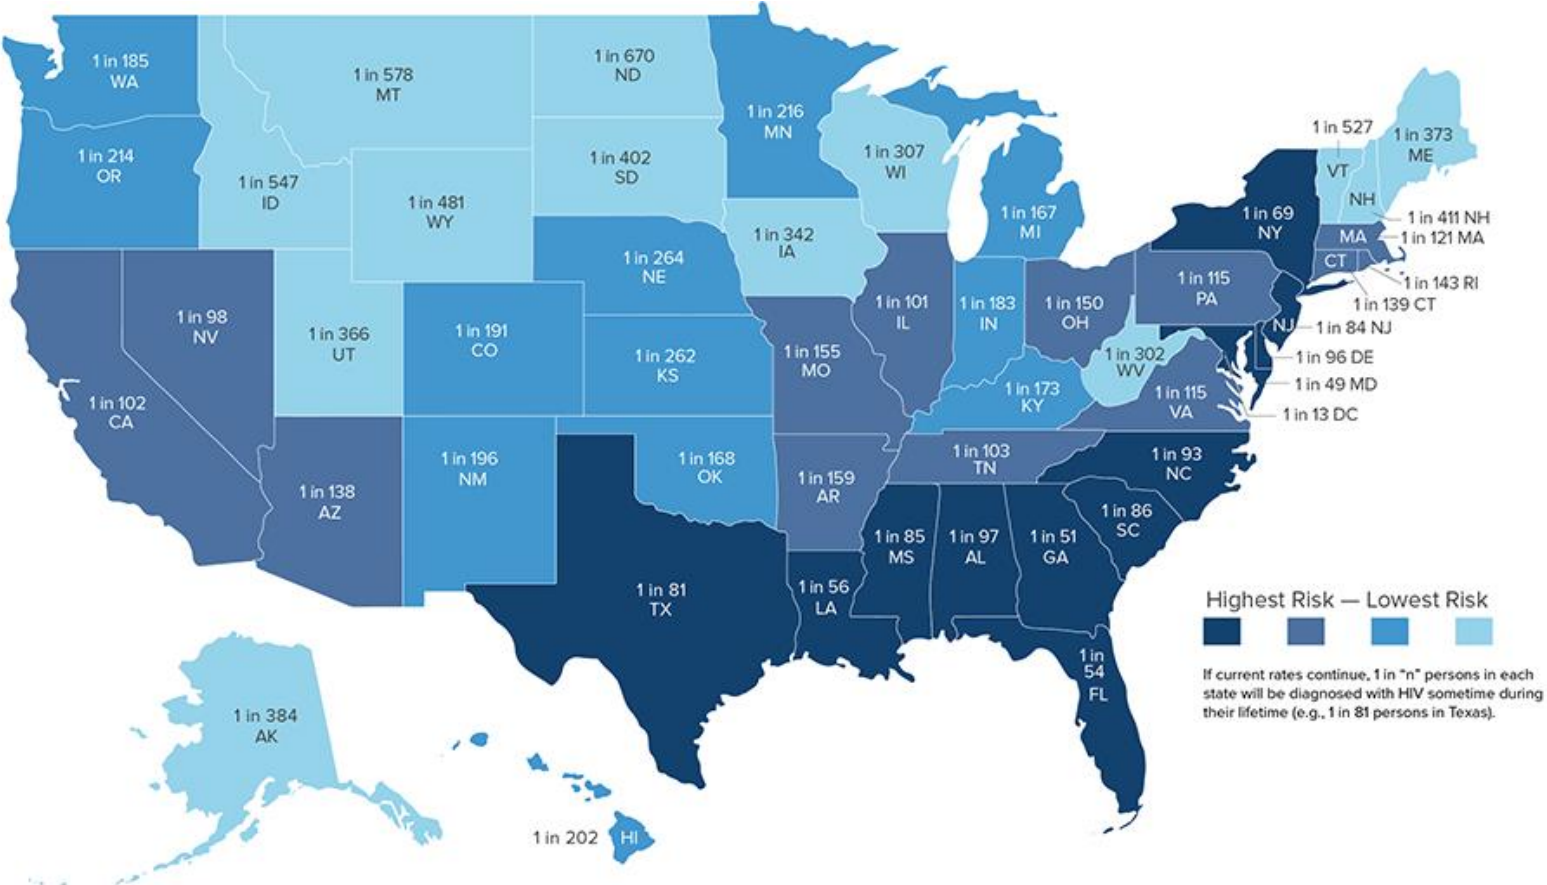 1 in 185
WA
1 in 578
MT
1 in 670
ND
1 in 216
MN
1 in 214
OR
1 in 547
ID
1 in 481
WY
1 in 402
SD
1 in 307
WI
1 in 527
VT
1 in 373
ME
NH
1 in 411 NH
1 in 167
MI
1 in 69
NY
MA
1 in 121 MA
1 in 342
IA
1 in 264
NE
CT
1 in 143 RI
1 in 139 CT
1 in 98
NV
1 in 366
UT
1 in 191
CO
1 in 262
KS
1 in 155
MO
1 in 101
IL
1 in 183
IN
1 in 150
OH
1 in 115
PA
NJ
1 in 84 NJ
1 in 96 DE
1 in 49 MD
1 in 13 DC
1 in 302
WV
1 in 102
CA
1 in 173
KY
1 in 115
VA
1 in 138
AZ
1 in 196
NM
1 in 168
OK
1 in 159
AR
1 in 103
TN
1 in 93
NC
1 in 81
TX
1 in 56
LA
1 in 85
MS
1 in 97
AL
1 in 51
GA
1 in 86
SC
1 in
54
FL
1 in 384
AK
1 in 202
HI
Highest Risk — Lowest Risk
If current rates continue, 1 in “n” persons in each
state will be diagnosed with HIV sometime during
their lifetime (e.g., 1 in 81 persons in Texas).